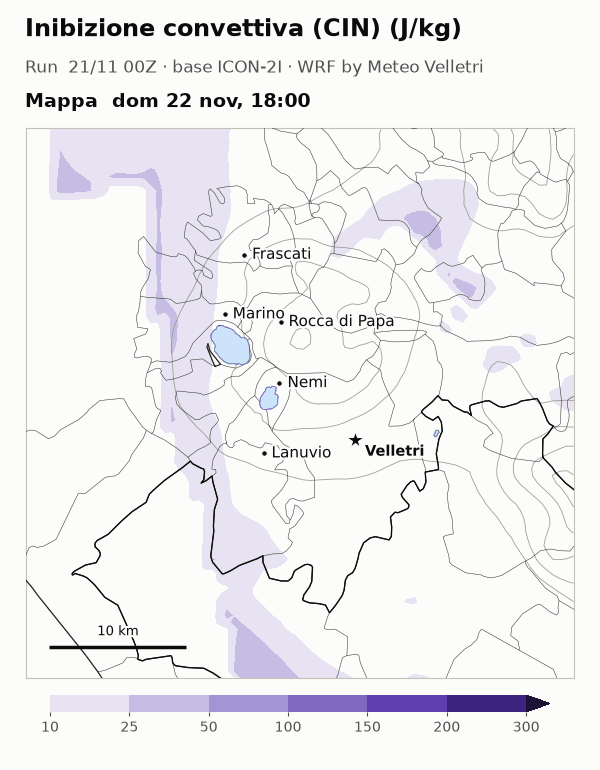 Inibizione convettiva (CIN) (J/kg)
Run 21/11 00Z · base ICON-2I · WRF by Meteo Velletri
Mappa dom 22 nov, 18:00
Frascati
Marino
Rocca di Papa
Nemi
Velletri
Lanuvio
10 km
10 25 50 100 150 200 300